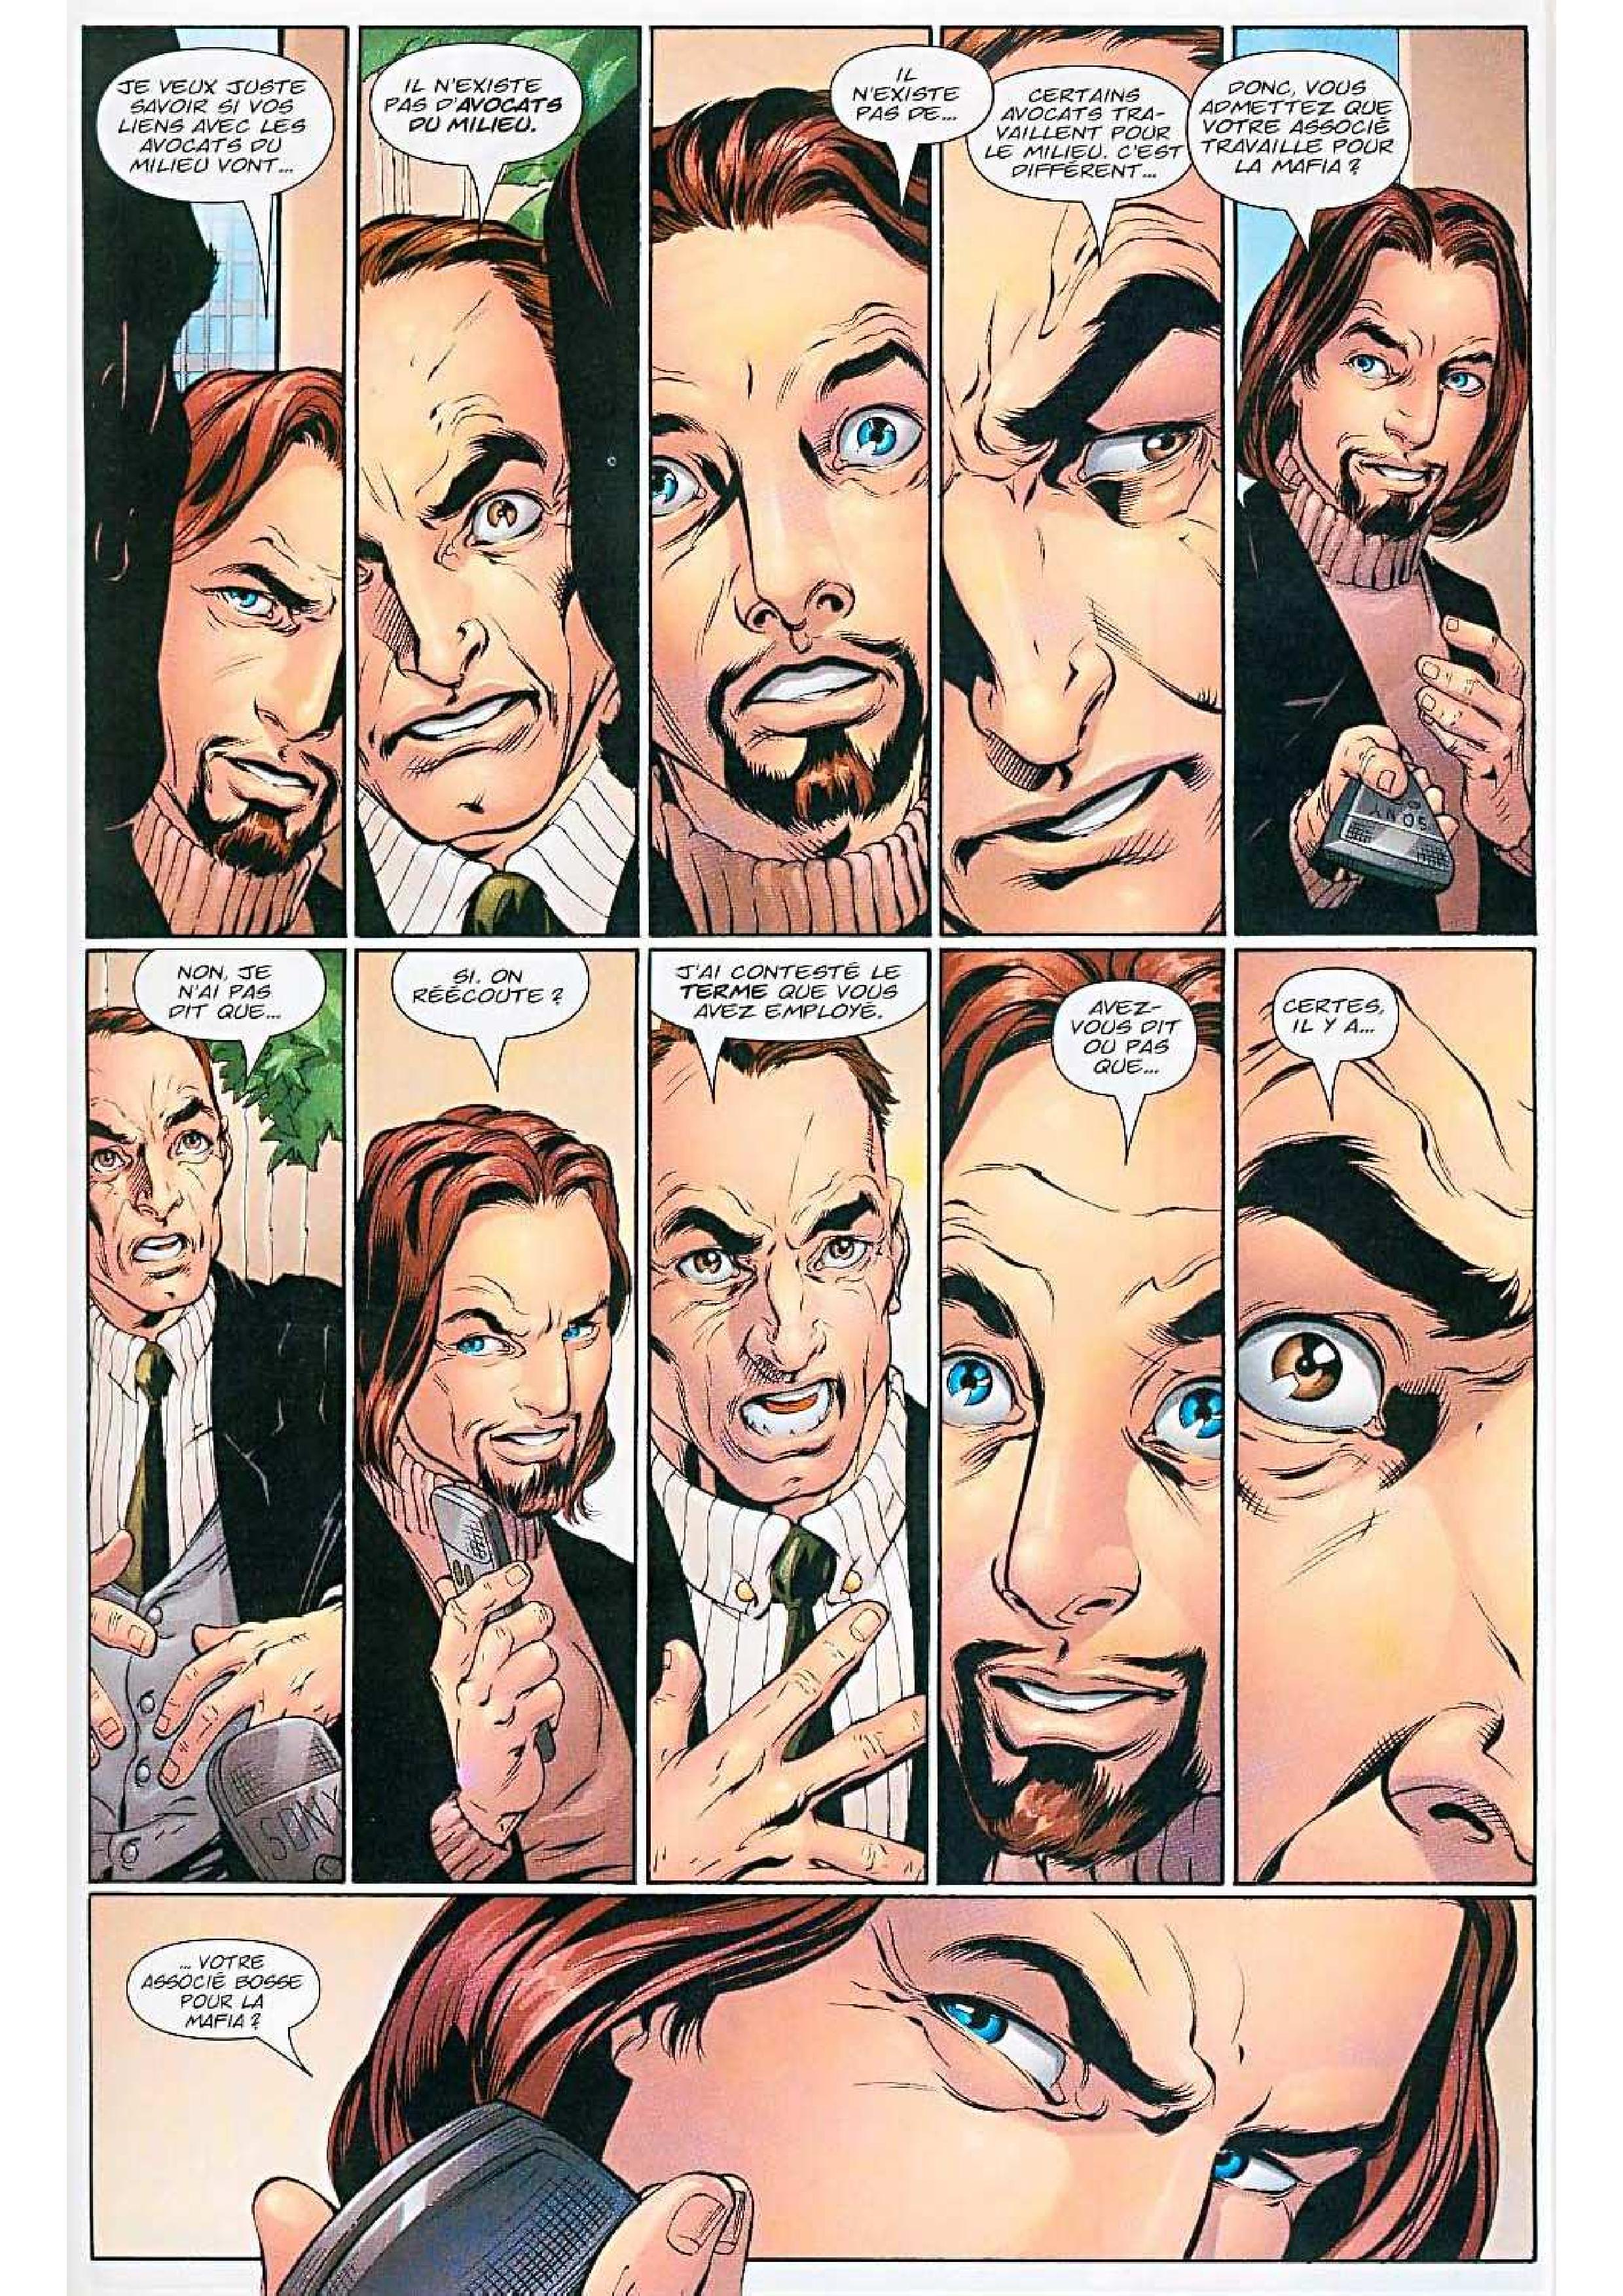 JE VEUX JUSTE
SAVOIR SI VOS
LIENS AVEC LES
AVOCATS DU
MILIEU VONT...
IL N'EXISTE
PAS D'AVOCATS
DU MILIEU.
IL
N'EXISTE
PAS DE...
CERTAINS
AVOCATS TRA-
VAILLENT POUR
LE MILIEU. C'EST
DIFFÉRENT...
DONC, VOUS
ADMETTEZ QUE
VOTRE ASSOCIÉ
TRAVAILLE POUR
LA MAFIA ?
SONY
NON, JE
N'AI PAS
DIT QUE...
SONY
SI. ON
RÉÉCOUTE ?
J'AI CONTESTÉ LE
TERME QUE VOUS
AVEZ EMPLOYÉ.
AVEZ-
VOUS DIT
OU PAS
QUE...
CERTES,
IL Y A...
... VOTRE
ASSOCIÉ BOSSE
POUR LA
MAFIA ?